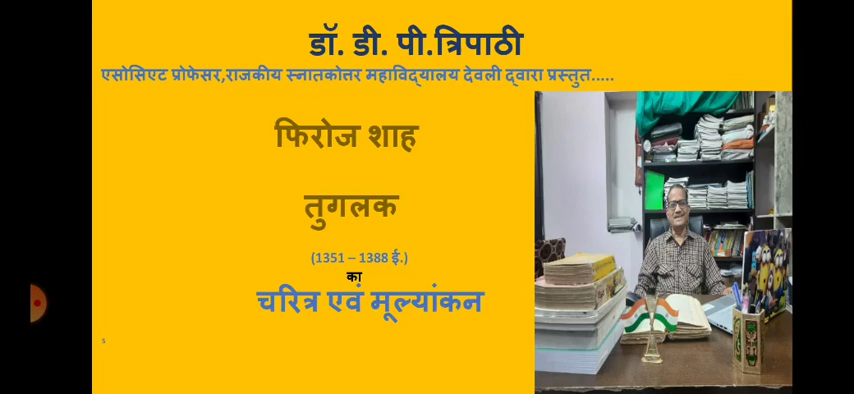 डॉ. डी. पी.त्रिपाठी
एसोसिएट प्रोफेसर,राजकीय स्नातकोत्तर महाविद्यालय देवली द्वारा प्रस्तुत.....
फिरोज शाह
तुगलक
(1351 – 1388 ई.)
का
चरित्र एवं मूल्यांकन
s